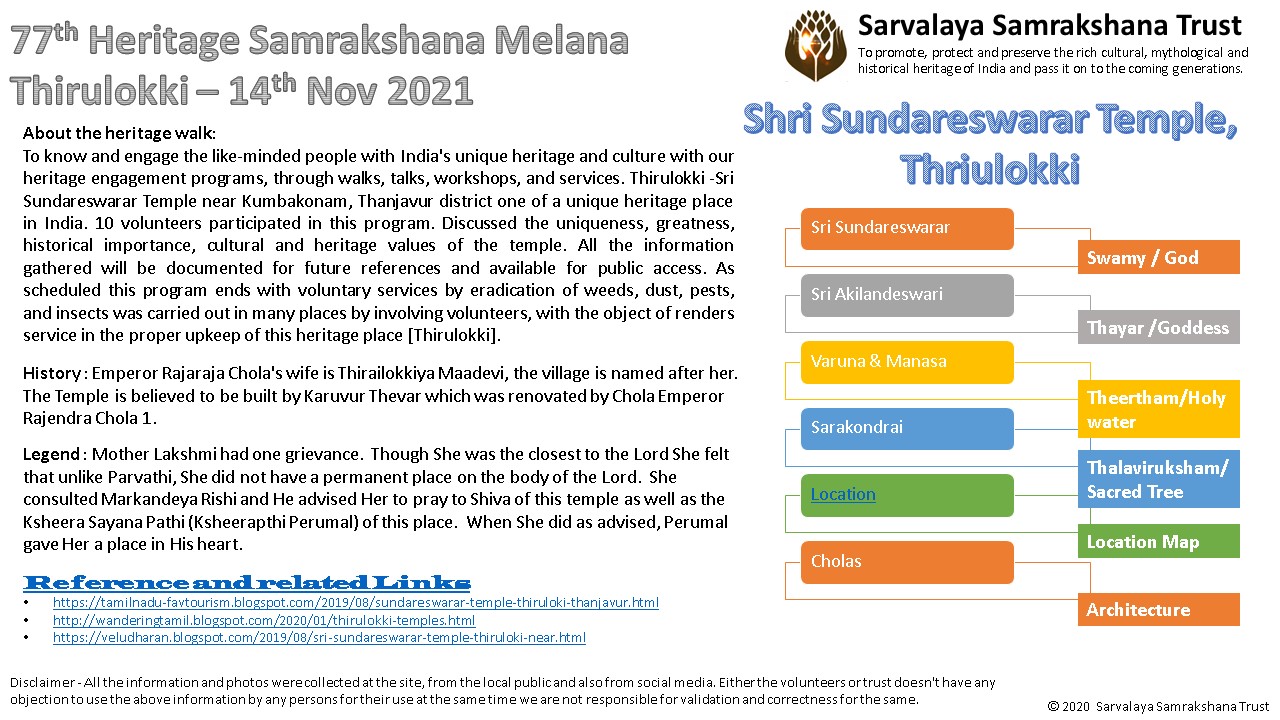 77th Heritage Samrakshana Melana
Thirulokki – 14th Nov 2021
Sarvalaya Samrakshana Trust
To promote, protect and preserve the rich cultural, mythological and
historical heritage of India and pass it on to the coming generations.
Shri Sundareswarar Temple,
Thriulokki
About the heritage walk:
To know and engage the like-minded people with India's unique heritage and culture with our
heritage engagement programs, through walks, talks, workshops, and services. Thirulokki -Sri
Sundareswarar Temple near Kumbakonam, Thanjavur district one of a unique heritage place
in India. 10 volunteers participated in this program. Discussed the uniqueness, greatness,
historical importance, cultural and heritage values of the temple. All the information
gathered will be documented for future references and available for public access. As
scheduled this program ends with voluntary services by eradication of weeds, dust, pests,
and insects was carried out in many places by involving volunteers, with the object of renders
service in the proper upkeep of this heritage place [Thirulokki].
History : Emperor Rajaraja Chola's wife is Thirailokkiya Maadevi, the village is named after her.
The Temple is believed to be built by Karuvur Thevar which was renovated by Chola Emperor
Rajendra Chola 1.
Legend : Mother Lakshmi had one grievance. Though She was the closest to the Lord She felt
that unlike Parvathi, She did not have a permanent place on the body of the Lord. She
consulted Markandeya Rishi and He advised Her to pray to Shiva of this temple as well as the
Ksheera Sayana Pathi (Ksheerapthi Perumal) of this place. When She did as advised, Perumal
gave Her a place in His heart.
Reference and related Links
• https://tamilnadu-favtourism.blogspot.com/2019/08/sundareswarar-temple-thiruloki-thanjavur.html
• http://wanderingtamil.blogspot.com/2020/01/thirulokki-temples.html
• https://veludharan.blogspot.com/2019/08/sri-sundareswarar-temple-thiruloki-near.html
Sri Sundareswarar
Swamy / God
Sri Akilandeswari
Thayar /Goddess
Varuna & Manasa
Theertham/Holy
water
Sarakondrai
Thalaviruksham/
Sacred Tree
Location
Location Map
Cholas
Architecture
Disclaimer - All the information and photos were collected at the site, from the local public and also from social media. Either the volunteers or trust doesn't have any
objection to use the above information by any persons for their use at the same time we are not responsible for validation and correctness for the same.
© 2020 Sarvalaya Samrakshana Trust